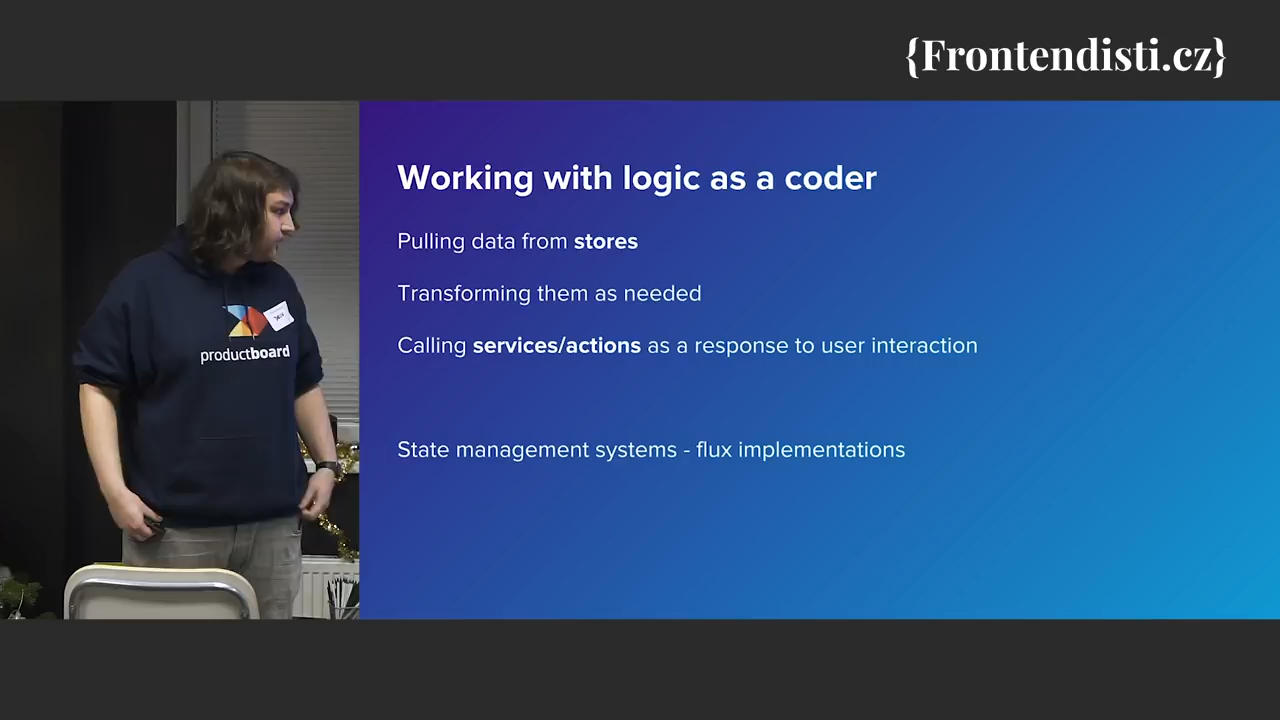 {Frontendisti.cz}
Working with logic as a coder
Pulling data from stores
Transforming them as needed
Calling services/actions as a response to user interaction
State management systems - flux implementations
productboard